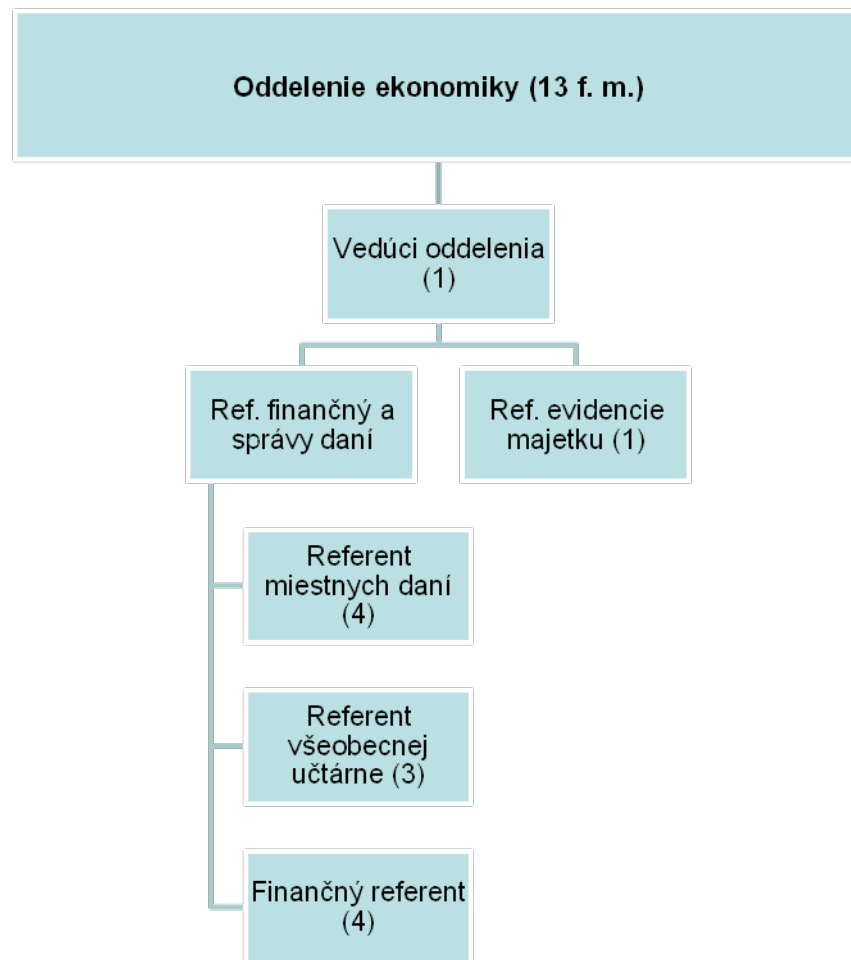 Oddelenie ekonomiky (13 f. m.)
Vedúci oddelenia
(1)
Ref. finančný a
správy daní
Ref. evidencie
majetku (1)
Referent
miestnych daní
(4)
Referent
všeobecnej
učtárne (3)
Finančný referent
(4)